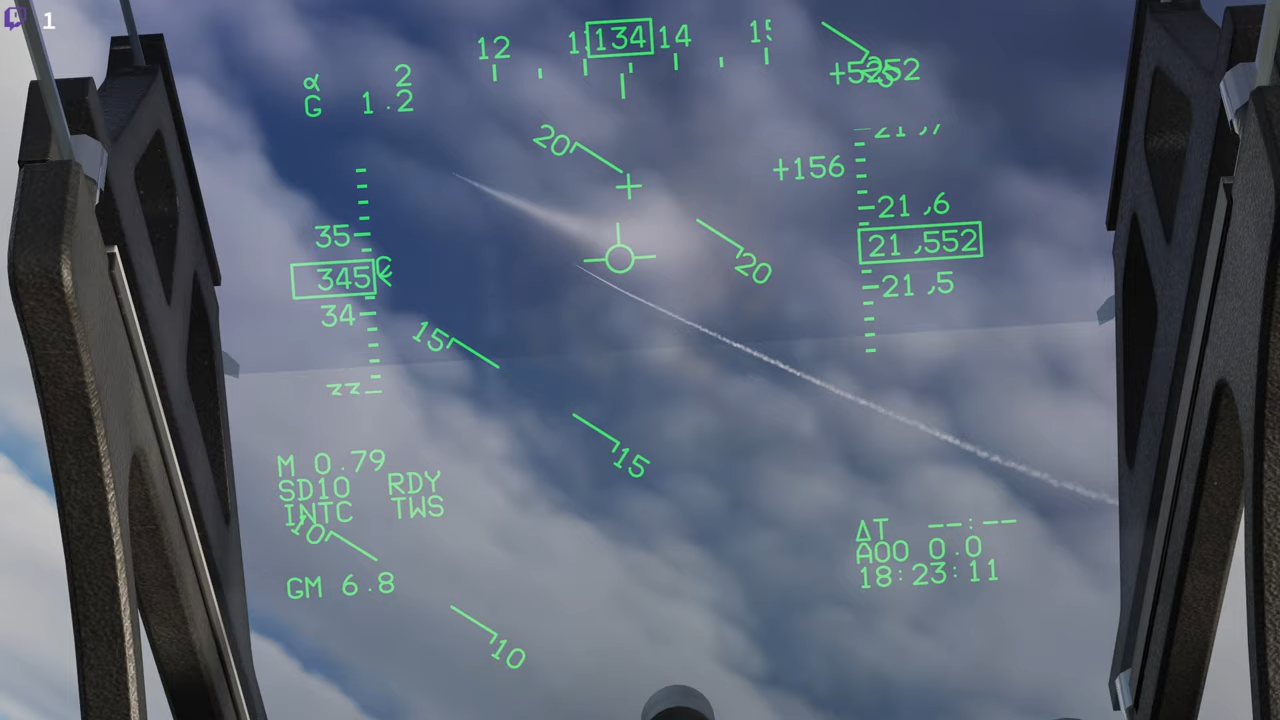 1
12 134 14
α 2
G 1.2
20
+156
21,6
35
21,552
345
20
21,5
34
15
15
M 0.79
SD10 RDY
INTC TWS
10
ΔT --:--
A00 0.0
18:23:11
GM 6.8
10